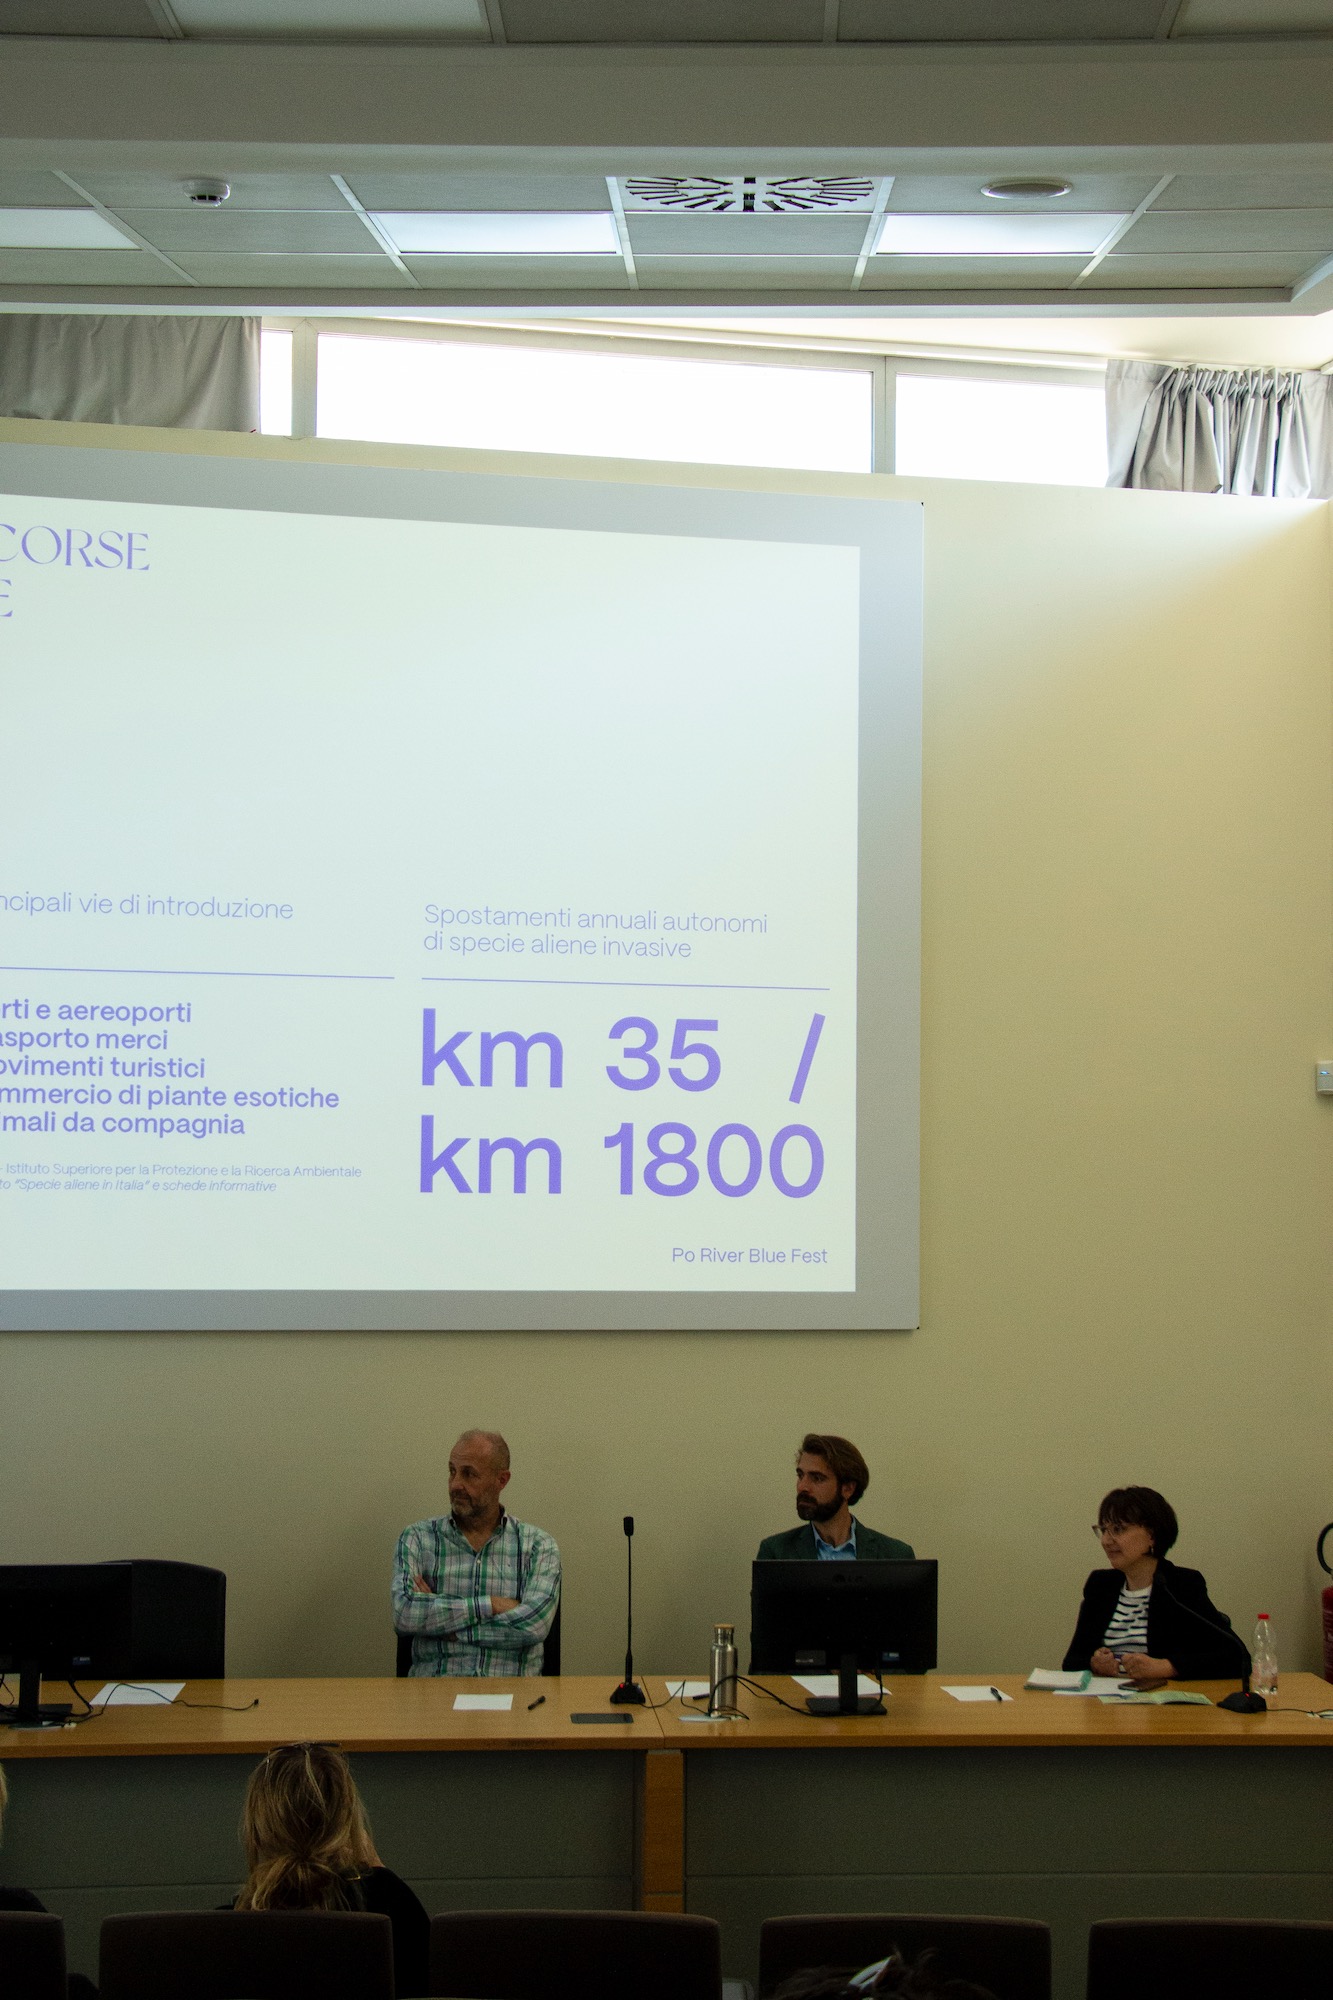 CORSE
E
ncipali vie di introduzione
rti e aereoporti
asporto merci
ovimenti turistici
mmercio di piante esotiche
imali da compagnia
- Istituto Superiore per la Protezione e la Ricerca Ambientale
to "Specie aliene in Italia" e schede informative
Spostamenti annuali autonomi
di specie aliene invasive
km 35 /
km 1800
Po River Blue Fest